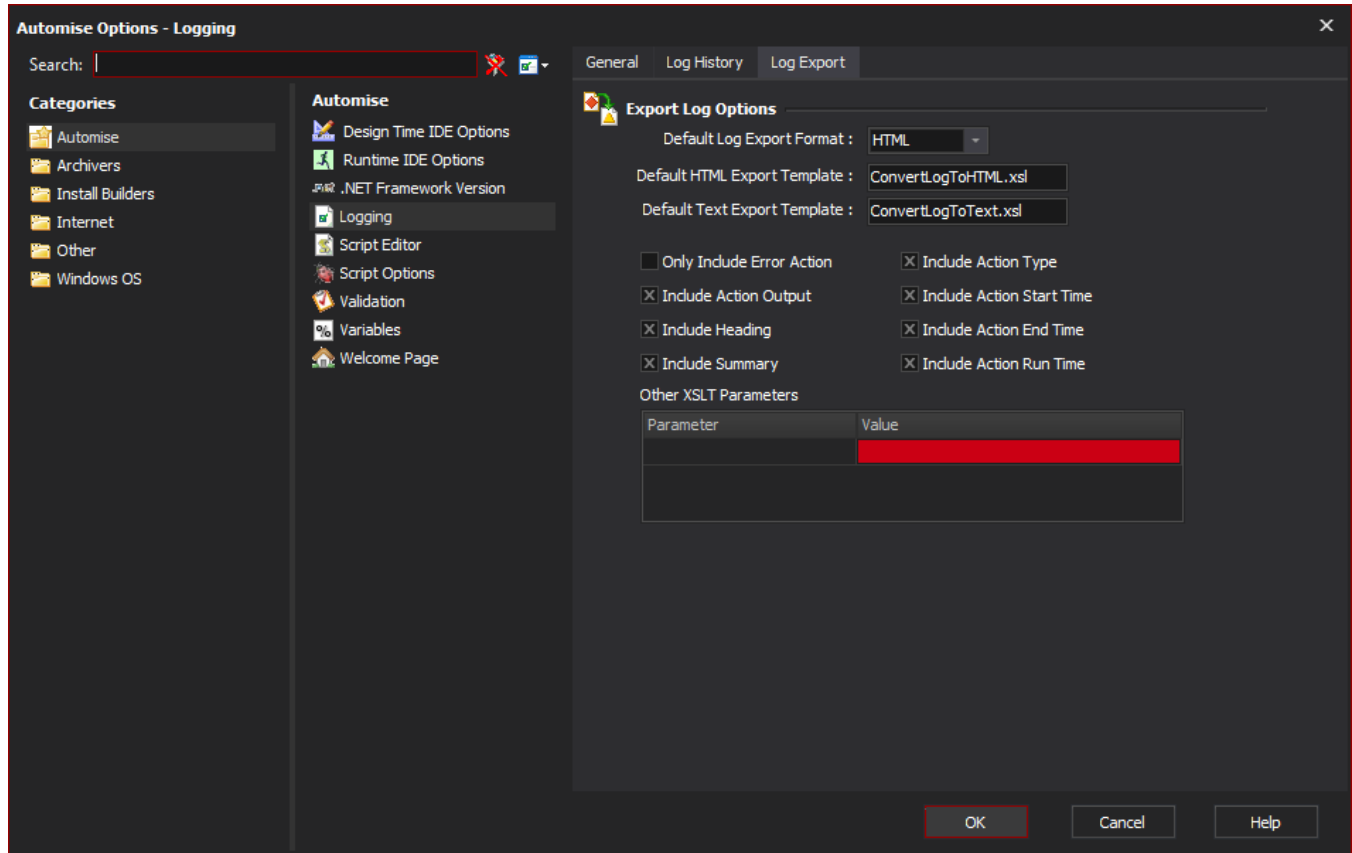 Automise Options - Logging
Search:
Categories
Automise
Archivers
Install Builders
Internet
Other
Windows OS
Automise
Design Time IDE Options
Runtime IDE Options
.NET Framework Version
Logging
Script Editor
Script Options
Validation
Variables
Welcome Page
General Log History Log Export
Export Log Options
Default Log Export Format : HTML
Default HTML Export Template : ConvertLogToHTML.xsl
Default Text Export Template : ConvertLogToText.xsl
Only Include Error Action Include Action Type
Include Action Output Include Action Start Time
Include Heading Include Action End Time
Include Summary Include Action Run Time
Other XSLT Parameters
Parameter Value
OK Cancel Help